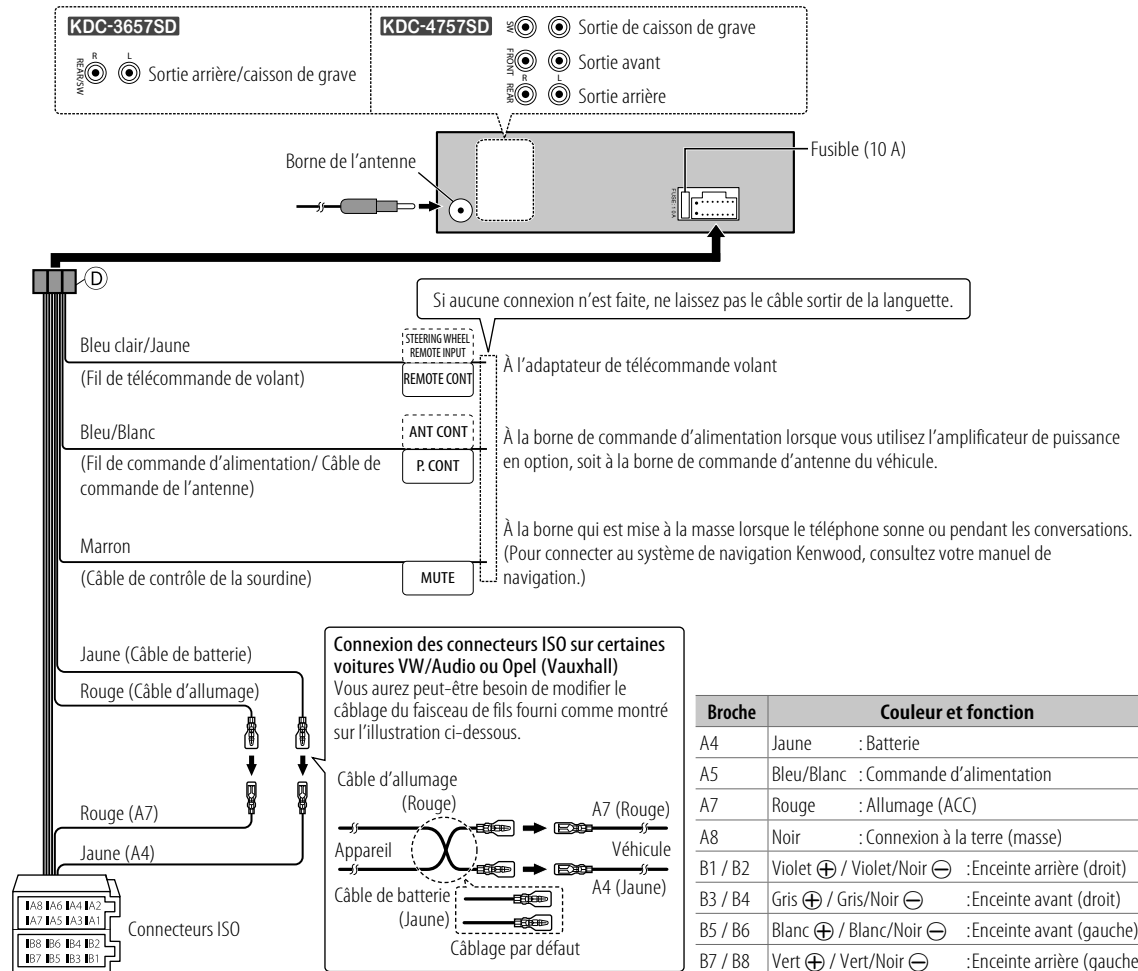 KDC-3657SD
REAR/SW
R L
Sortie arrière/caisson de grave
KDC-4757SD
SW
Sortie de caisson de grave
FRONT
Sortie avant
R L
REAR
Sortie arrière
Borne de l'antenne
Fusible (10 A)
FUSE-10A
D
Si aucune connexion n'est faite, ne laissez pas le câble sortir de la languette.
Bleu clair/Jaune
(Fil de télécommande de volant)
STEERING WHEEL
REMOTE INPUT
REMOTE CONT
À l'adaptateur de télécommande volant
Bleu/Blanc
(Fil de commande d'alimentation/ Câble de
commande de l'antenne)
ANT CONT
P. CONT
À la borne de commande d'alimentation lorsque vous utilisez l'amplificateur de puissance
en option, soit à la borne de commande d'antenne du véhicule.
Marron
(Câble de contrôle de la sourdine)
MUTE
À la borne qui est mise à la masse lorsque le téléphone sonne ou pendant les conversations.
(Pour connecter au système de navigation Kenwood, consultez votre manuel de
navigation.)
Jaune (Câble de batterie)
Rouge (Câble d'allumage)
Rouge (A7)
Jaune (A4)
A8 A6 A4 A2
A7 A5 A3 A1
B8 B6 B4 B2
B7 B5 B3 B1
Connecteurs ISO
Connexion des connecteurs ISO sur certaines
voitures VW/Audio ou Opel (Vauxhall)
Vous aurez peut-être besoin de modifier le
câblage du faisceau de fils fourni comme montré
sur l'illustration ci-dessous.
Câble d'allumage
(Rouge)
A7 (Rouge)
Appareil
Véhicule
Câble de batterie
(Jaune)
A4 (Jaune)
Câblage par défaut
Broche Couleur et fonction
A4 Jaune : Batterie
A5 Bleu/Blanc : Commande d'alimentation
A7 Rouge : Allumage (ACC)
A8 Noir : Connexion à la terre (masse)
B1 / B2 Violet ⊕ / Violet/Noir ⊖ : Enceinte arrière (droit)
B3 / B4 Gris ⊕ / Gris/Noir ⊖ : Enceinte avant (droit)
B5 / B6 Blanc ⊕ / Blanc/Noir ⊖ : Enceinte avant (gauche)
B7 / B8 Vert ⊕ / Vert/Noir ⊖ : Enceinte arrière (gauche